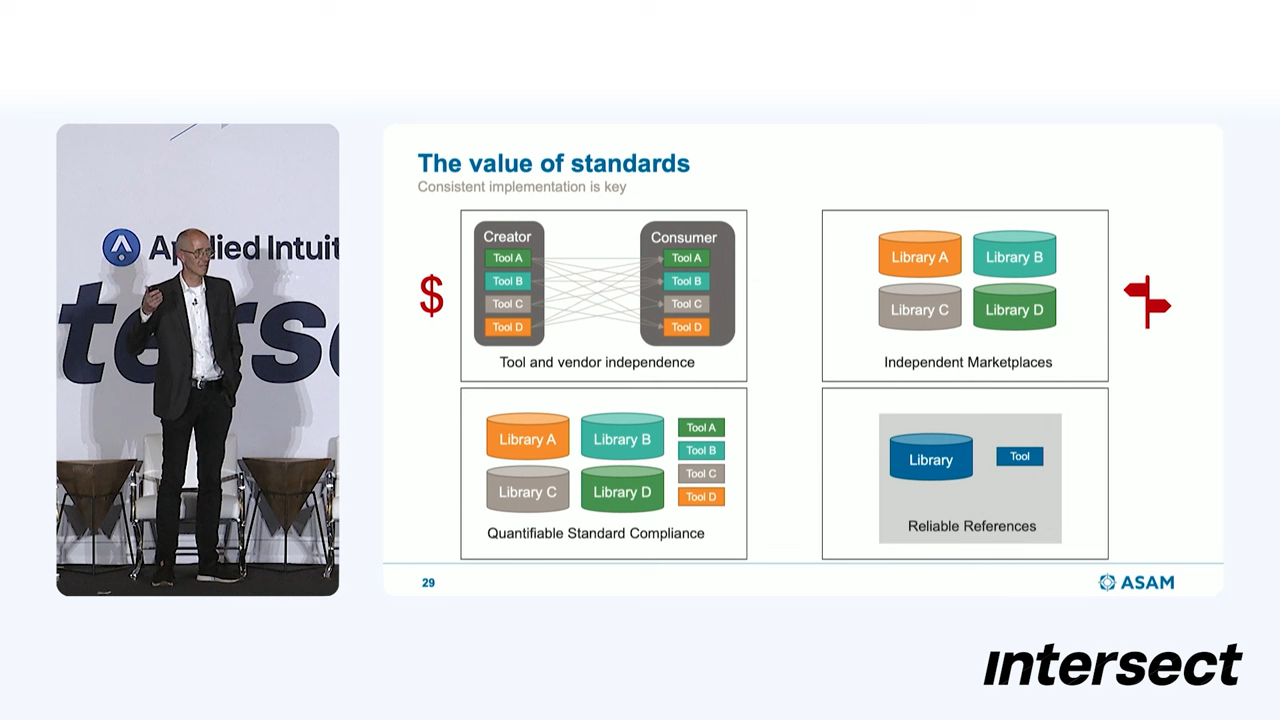 Applied Intuit
terse
The value of standards
Consistent implementation is key
$
Creator
Tool A
Tool B
Tool C
Tool D
Consumer
Tool A
Tool B
Tool C
Tool D
Tool and vendor independence
Library A
Library B
Library C
Library D
Independent Marketplaces
Library A
Library B
Library C
Library D
Tool A
Tool B
Tool C
Tool D
Quantifiable Standard Compliance
Library
Tool
Reliable References
29
ASAM
intersect